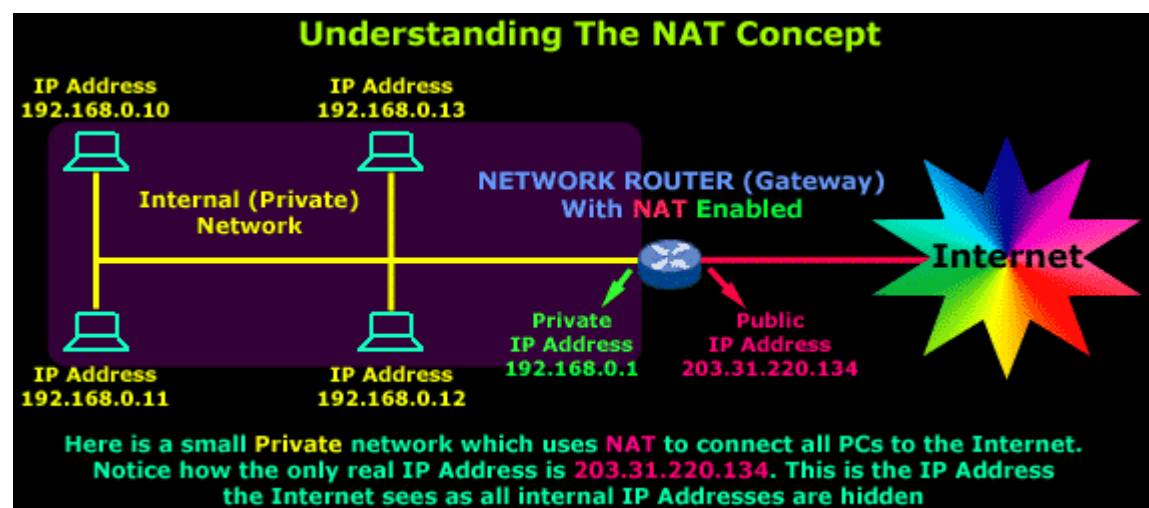 Understanding The NAT Concept
IP Address
192.168.0.10
IP Address
192.168.0.13
Internal (Private)
Network
NETWORK ROUTER (Gateway)
With NAT Enabled
Internet
Private
IP Address
192.168.0.1
Public
IP Address
203.31.220.134
IP Address
192.168.0.11
IP Address
192.168.0.12
Here is a small Private network which uses NAT to connect all PCs to the Internet.
Notice how the only real IP Address is 203.31.220.134. This is the IP Address
the Internet sees as all internal IP Addresses are hidden